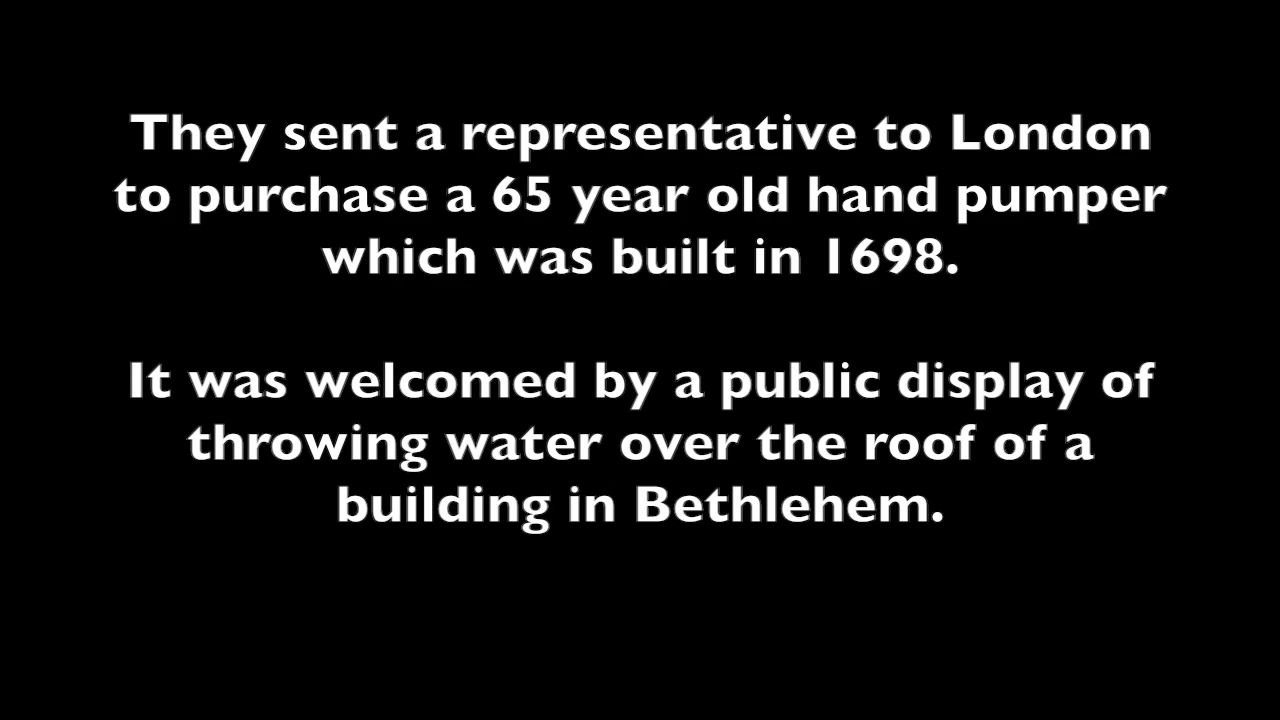 They sent a representative to London
to purchase a 65 year old hand pumper
which was built in 1698.
It was welcomed by a public display of
throwing water over the roof of a
building in Bethlehem.